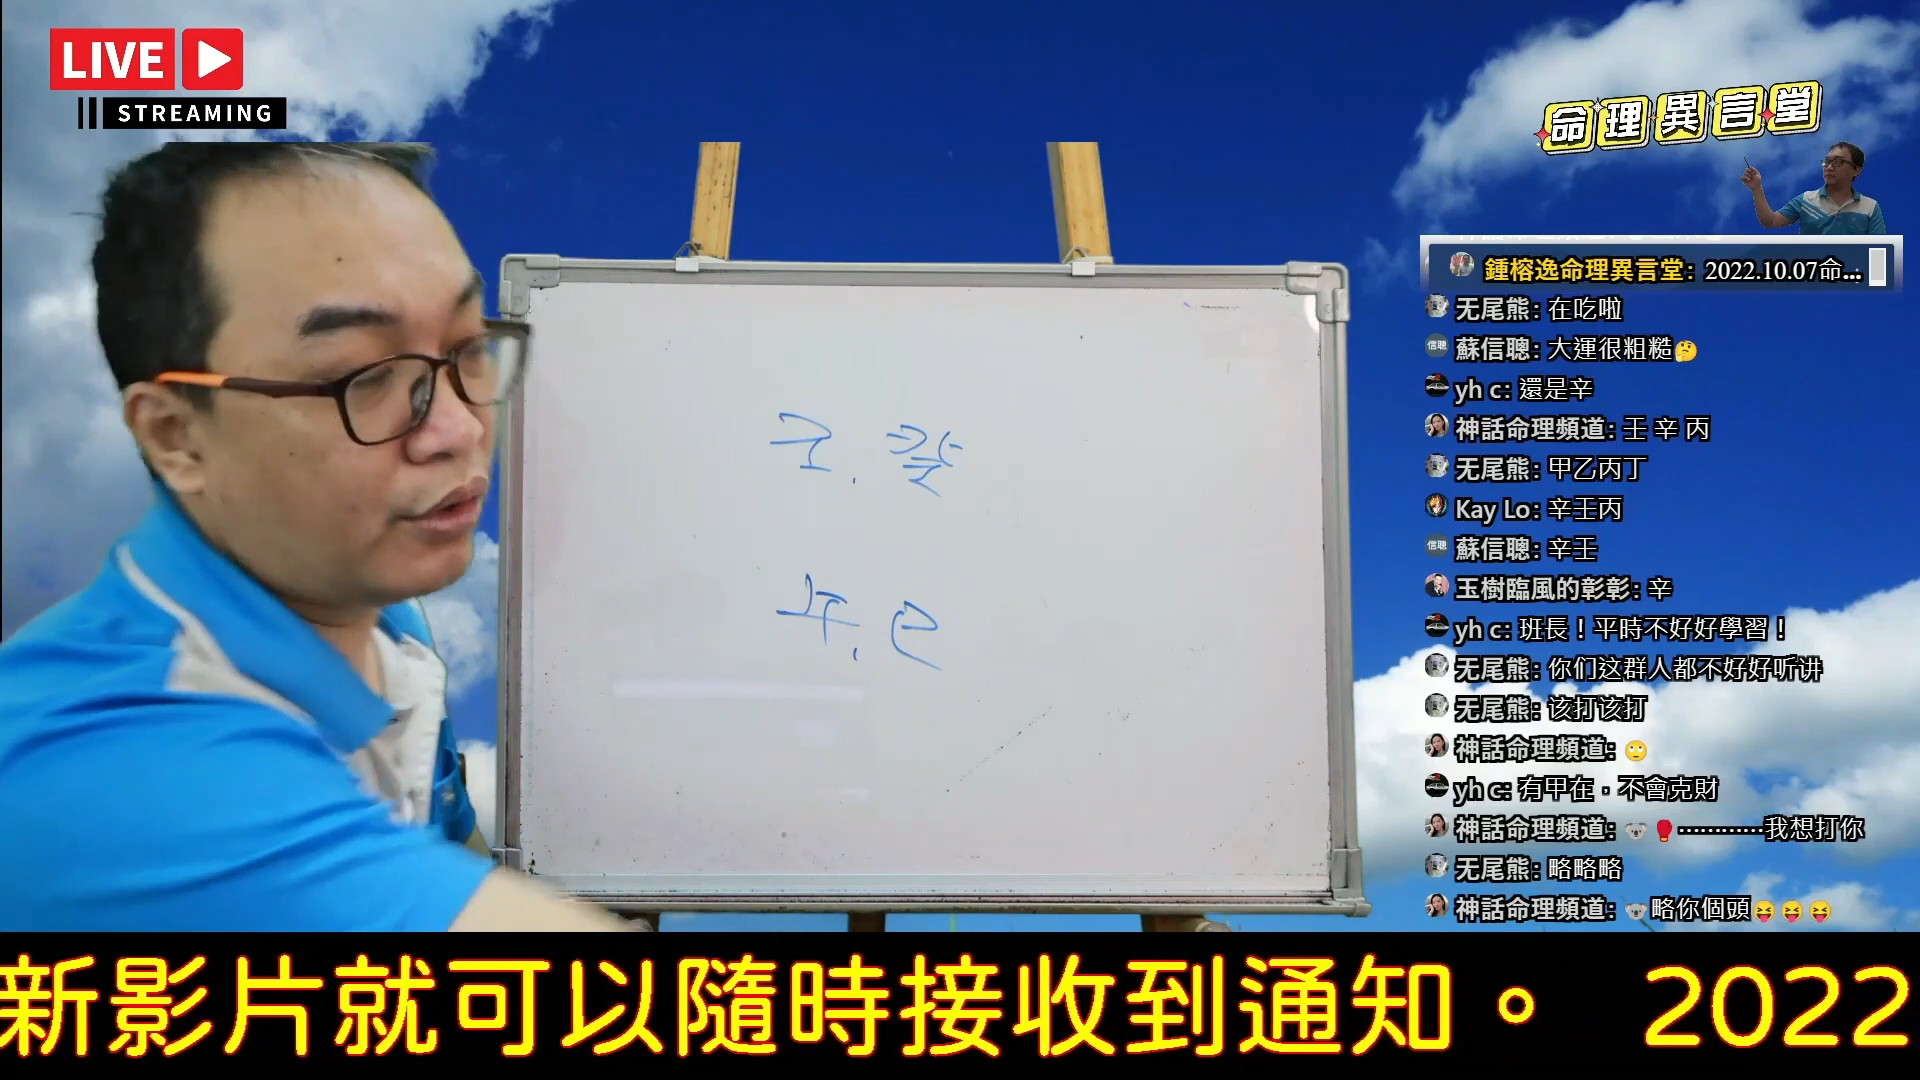 LIVE
STREAMING
命理異言堂
鍾榕逸命理異言堂: 2022.10.07命...
无尾熊: 在吃啦
蘇信聰: 大運很粗糙🤔
yh c: 還是辛
神話命理頻道: 壬 辛 丙
无尾熊: 甲乙丙丁
Kay Lo: 辛壬丙
信聰 蘇信聰: 辛壬
玉樹臨風的彰彰: 辛
yh c: 班長！平時不好好學習！
无尾熊: 你们这群人都不好好听讲
无尾熊: 该打该打
神話命理頻道: 🙄
yh c: 有甲在，不會克財
神話命理頻道: 🐨🥊…………我想打你
无尾熊: 略略略
神話命理頻道: 🐨略你個頭😝😝😝
新影片就可以隨時接收到通知。 2022